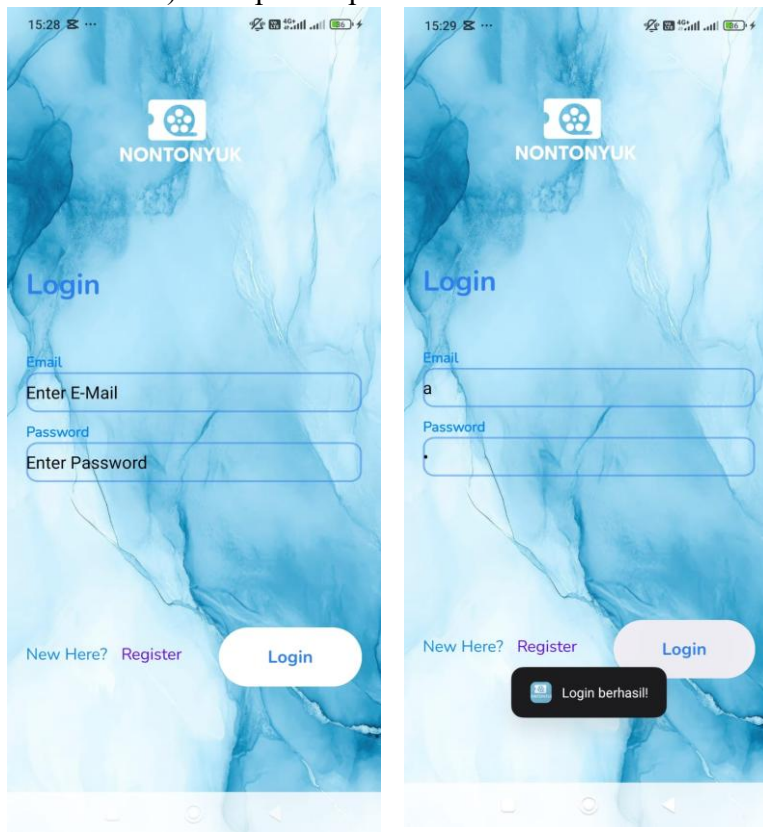 15:28
NONTONYUK
Login
Email
Enter E-Mail
Password
Enter Password
New Here? Register
Login
15:29
NONTONYUK
Login
Email
a
Password
•
New Here? Register
Login
Login berhasil!